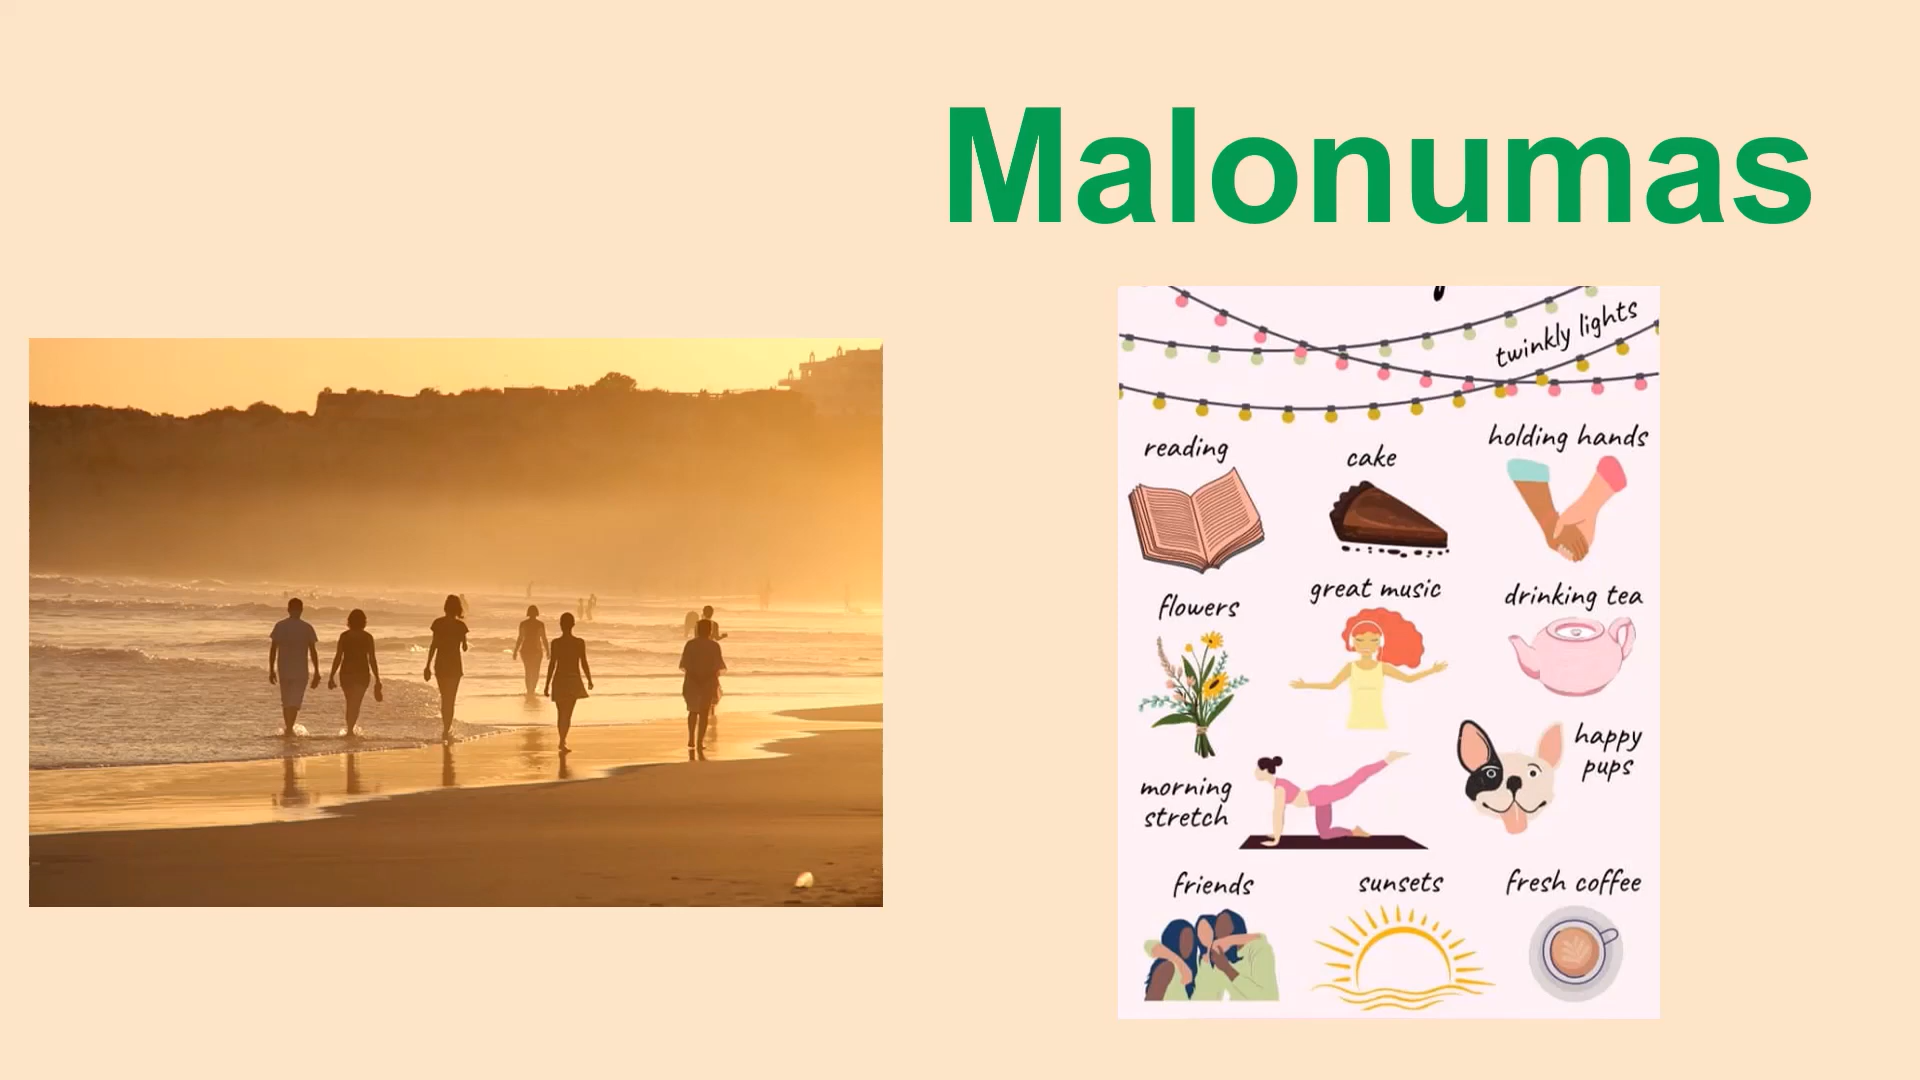 Malonumas
twinkly lights
reading
cake
holding hands
flowers
great music
drinking tea
morning
stretch
happy
pups
friends
sunsets
fresh coffee